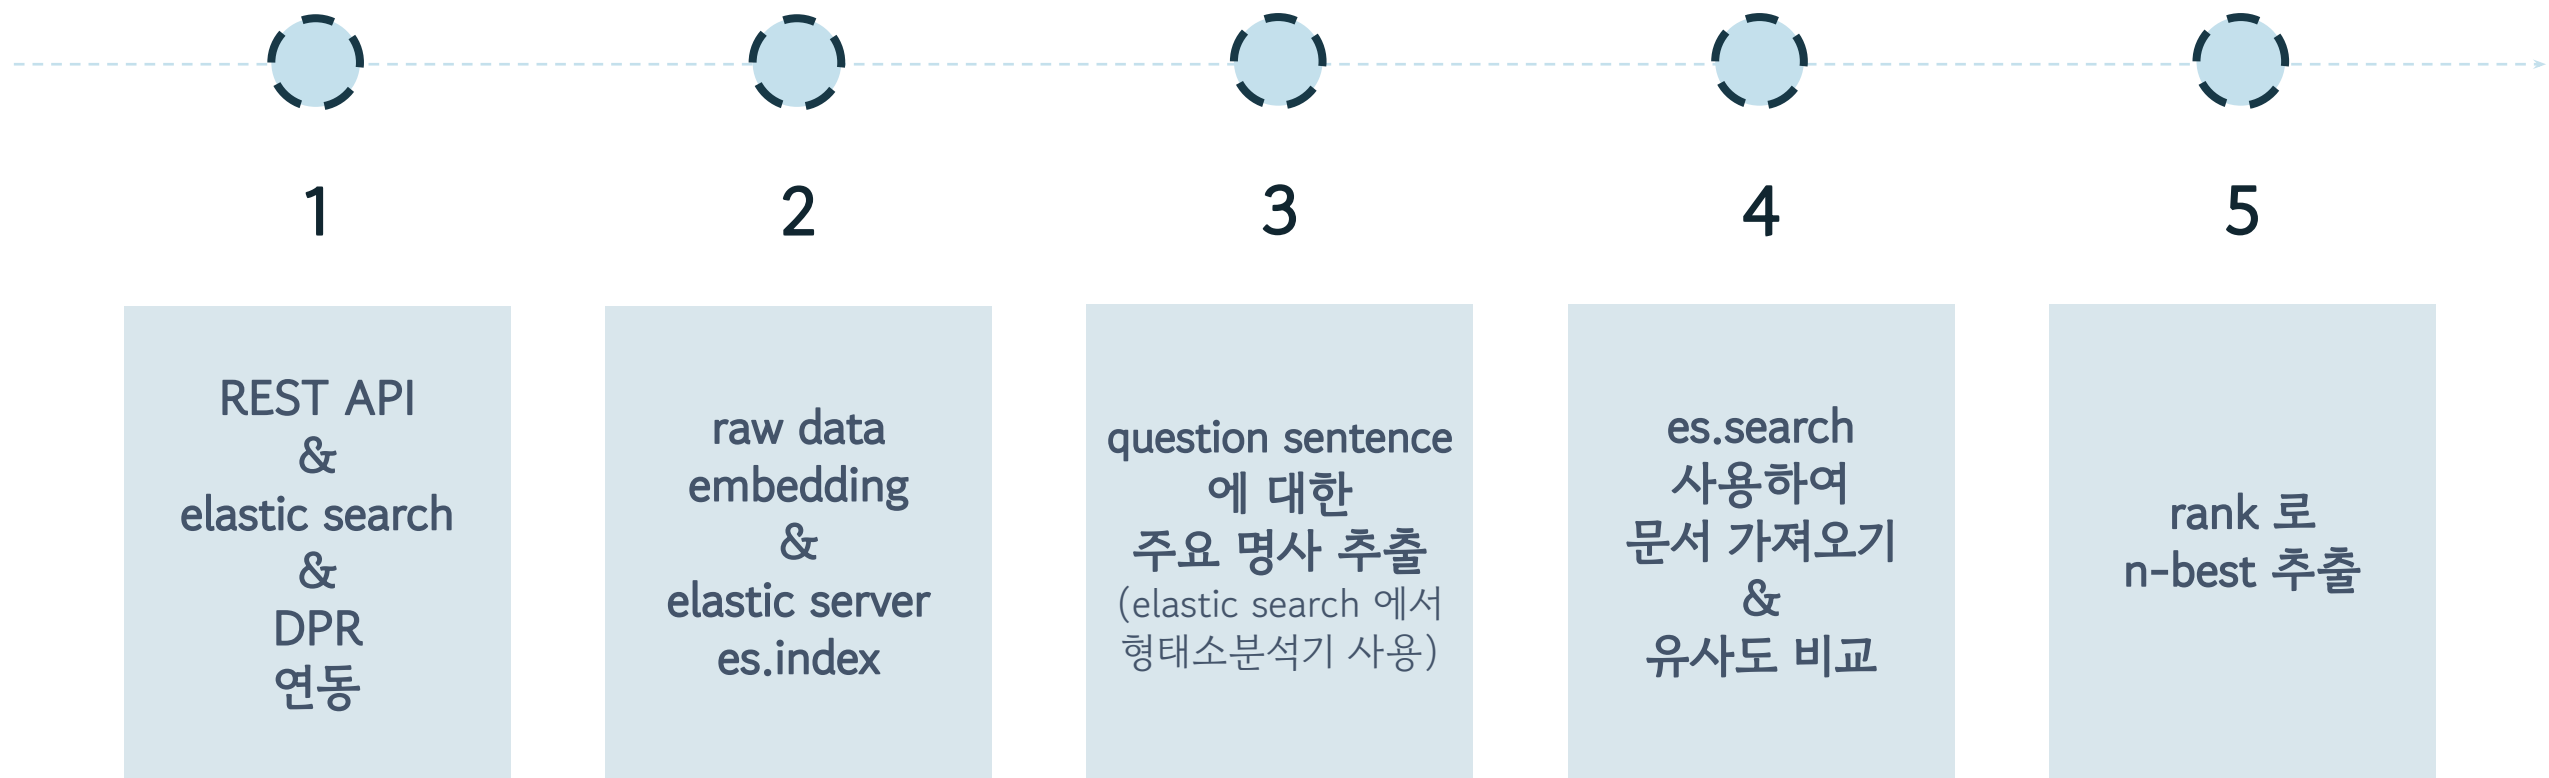 1
REST API
&
elastic search
&
DPR
연동
2
raw data
embedding
&
elastic server
es.index
3
question sentence
에 대한
주요 명사 추출
(elastic search 에서
형태소분석기 사용)
4
es.search
사용하여
문서 가져오기
&
유사도 비교
5
rank 로
n-best 추출